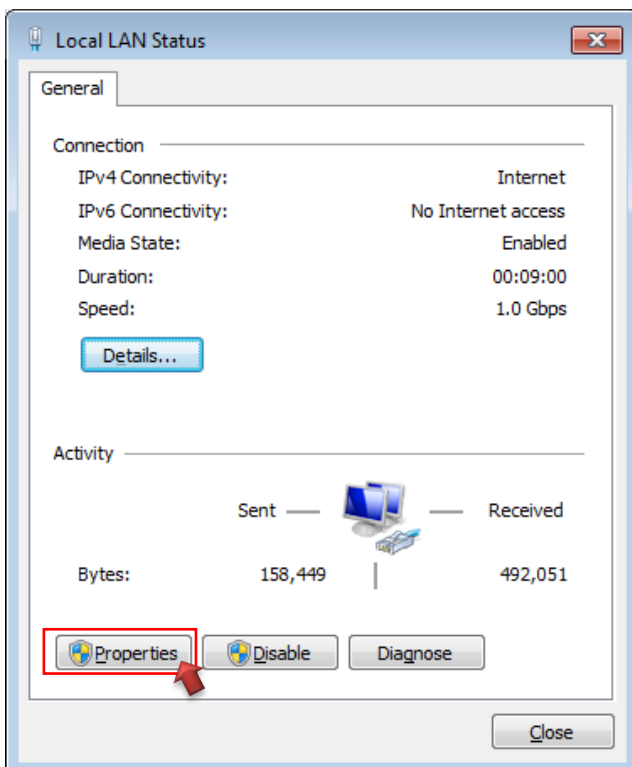 Local LAN Status
General
Connection
IPv4 Connectivity: Internet
IPv6 Connectivity: No Internet access
Media State: Enabled
Duration: 00:09:00
Speed: 1.0 Gbps
Details...
Activity
Sent Received
Bytes: 158,449 492,051
Properties Disable Diagnose
Close